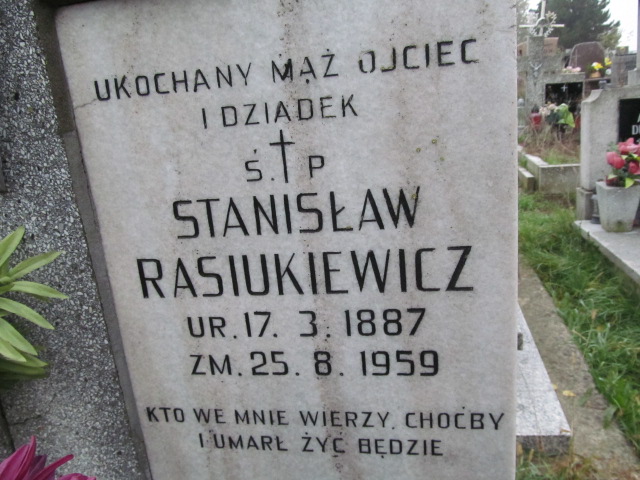 UKOCHANY MĄŻ OJCIEC
I DZIADEK
Ś.†P
STANISŁAW
RASIUKIEWICZ
UR. 17. 3. 1887
ZM. 25. 8. 1959
KTO WE MNIE WIERZY, CHOĆBY
I UMARŁ ŻYĆ BĘDZIE